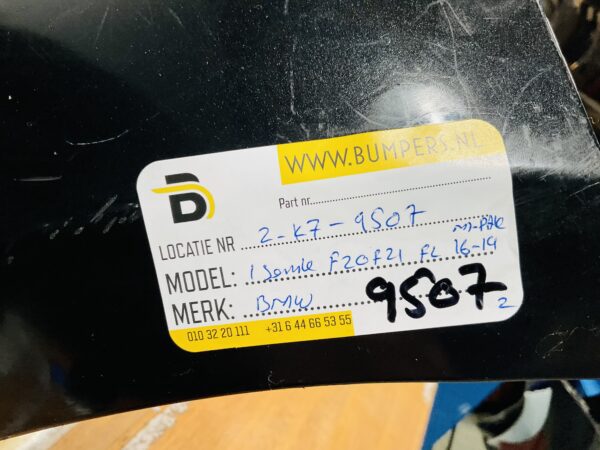 WWW.BUMPERS.NL
Part nr
LOCATIE NR 2-K7-9507
M-Pak
MODEL: 1 Serie F20F21 FL 16-19
MERK: BMW
9507
2
010 32 20 111 +31 6 44 66 53 55